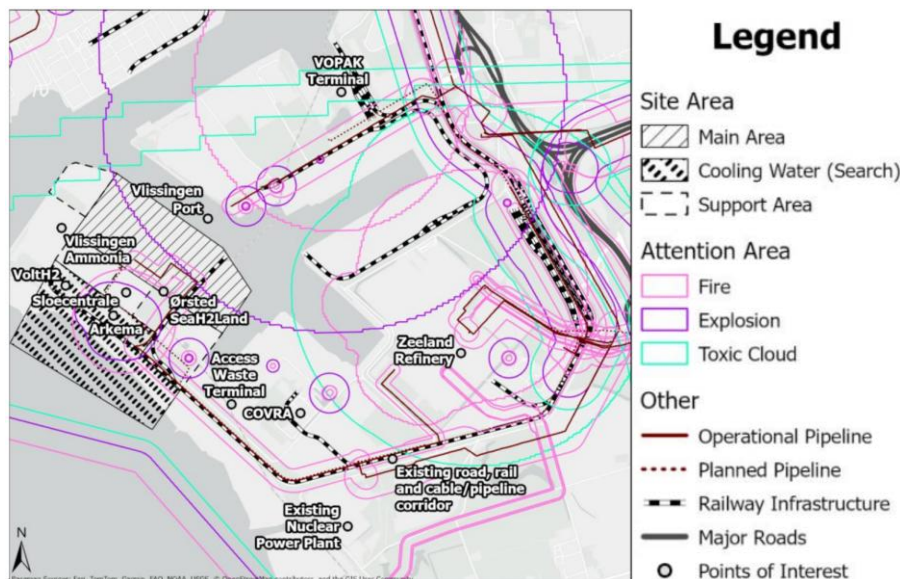 VOPAK
Terminal
Vlissingen
Port
Vlissingen
Ammonia
VoltH2
Sloecentrale
Arkema
Ørsted
SeaH2Land
Access
Waste
Terminal
COVRA
Zeeland
Refinery
Existing road, rail
and cable/pipeline
corridor
Existing
Nuclear
Power Plant
N
Legend
Site Area
Main Area
Cooling Water (Search)
Support Area
Attention Area
Fire
Explosion
Toxic Cloud
Other
Operational Pipeline
Planned Pipeline
Railway Infrastructure
Major Roads
Points of Interest